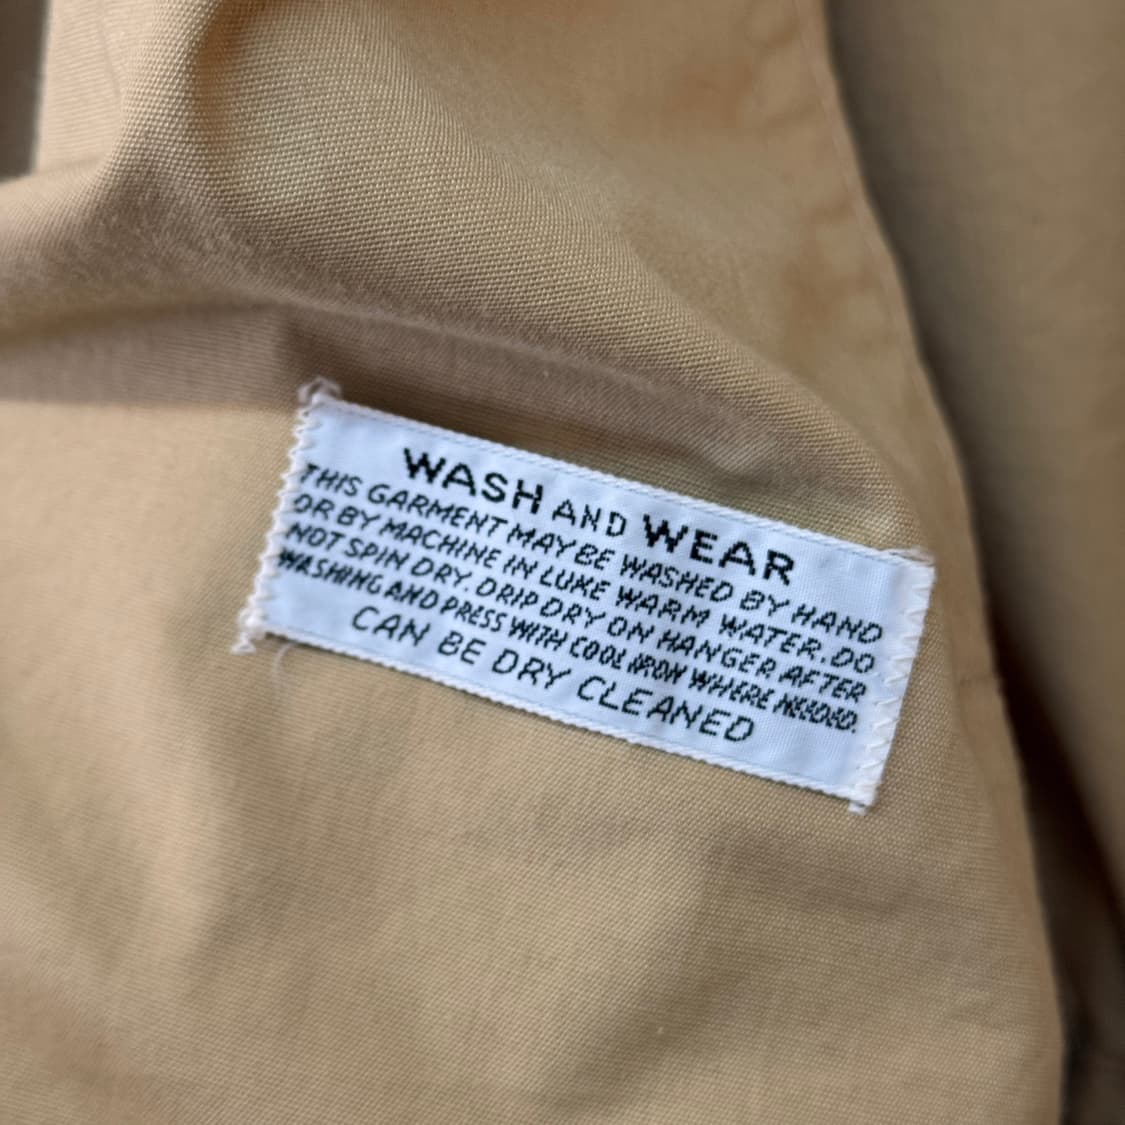 WASH AND WEAR
THIS GARMENT MAY BE WASHED BY HAND
OR BY MACHINE IN LUKE WARM WATER. DO
NOT SPIN DRY. DRIP DRY ON HANGER AFTER
WASHING AND PRESS WITH COOL IRON WHERE NEEDED.
CAN BE DRY CLEANED